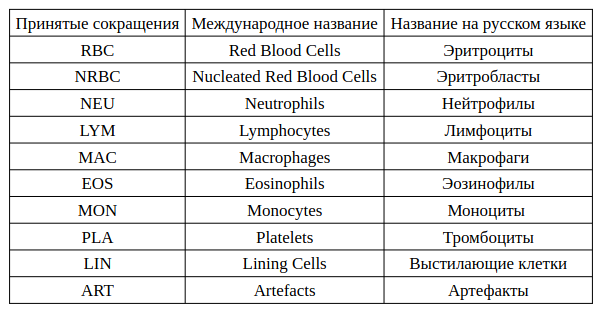 Принятые сокращения Международное название Название на русском языке
RBC Red Blood Cells Эритроциты
NRBC Nucleated Red Blood Cells Эритробласты
NEU Neutrophils Нейтрофилы
LYM Lymphocytes Лимфоциты
MAC Macrophages Макрофаги
EOS Eosinophils Эозинофилы
MON Monocytes Моноциты
PLA Platelets Тромбоциты
LIN Lining Cells Выстилающие клетки
ART Artefacts Артефакты